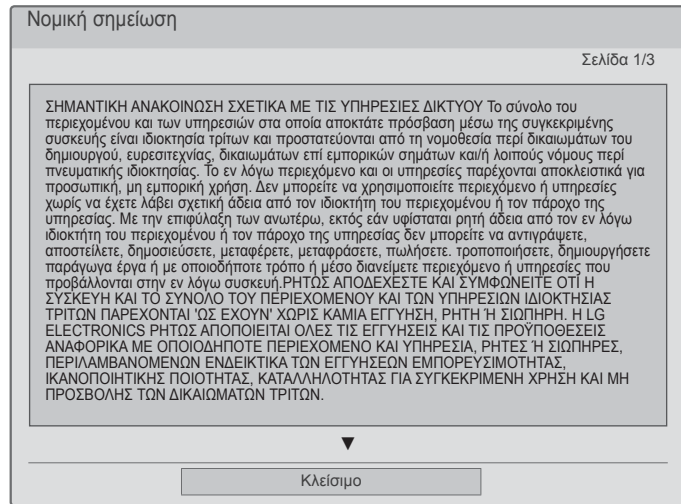 Νομική σημείωση
Σελίδα 1/3
ΣΗΜΑΝΤΙΚΗ ΑΝΑΚΟΙΝΩΣΗ ΣΧΕΤΙΚΑ ΜΕ ΤΙΣ ΥΠΗΡΕΣΙΕΣ ΔΙΚΤΥΟΥ Το σύνολο του
περιεχομένου και των υπηρεσιών στα οποία αποκτάτε πρόσβαση μέσω της συγκεκριμένης
συσκευής είναι ιδιοκτησία τρίτων και προστατεύονται από τη νομοθεσία περί δικαιωμάτων του
δημιουργού, ευρεσιτεχνίας, δικαιωμάτων επί εμπορικών σημάτων και/ή λοιπούς νόμους περί
πνευματικής ιδιοκτησίας. Το εν λόγω περιεχόμενο και οι υπηρεσίες παρέχονται αποκλειστικά για
προσωπική, μη εμπορική χρήση. Δεν μπορείτε να χρησιμοποιείτε περιεχόμενο ή υπηρεσίες
χωρίς να έχετε λάβει σχετική άδεια από τον ιδιοκτήτη του περιεχομένου ή τον πάροχο της
υπηρεσίας. Με την επιφύλαξη των ανωτέρω, εκτός εάν υφίσταται ρητή άδεια από τον εν λόγω
ιδιοκτήτη του περιεχομένου ή τον πάροχο της υπηρεσίας δεν μπορείτε να αντιγράψετε,
αποστείλετε, δημοσιεύσετε, μεταφέρετε, μεταφράσετε, πωλήσετε. τροποποιήσετε, δημιουργήσετε
παράγωγα έργα ή με οποιοδήποτε τρόπο ή μέσο διανείμετε περιεχόμενο ή υπηρεσίες που
προβάλλονται στην εν λόγω συσκευή.ΡΗΤΩΣ ΑΠΟΔΕΧΕΣΤΕ ΚΑΙ ΣΥΜΦΩΝΕΙΤΕ ΟΤΙ Η
ΣΥΣΚΕΥΗ ΚΑΙ ΤΟ ΣΥΝΟΛΟ ΤΟΥ ΠΕΡΙΕΧΟΜΕΝΟΥ ΚΑΙ ΤΩΝ ΥΠΗΡΕΣΙΩΝ ΙΔΙΟΚΤΗΣΙΑΣ
ΤΡΙΤΩΝ ΠΑΡΕΧΟΝΤΑΙ 'ΩΣ ΕΧΟΥΝ' ΧΩΡΙΣ ΚΑΜΙΑ ΕΓΓΥΗΣΗ, ΡΗΤΗ Ή ΣΙΩΠΗΡΗ. Η LG
ELECTRONICS ΡΗΤΩΣ ΑΠΟΠΟΙΕΙΤΑΙ ΟΛΕΣ ΤΙΣ ΕΓΓΥΗΣΕΙΣ ΚΑΙ ΤΙΣ ΠΡΟΫΠΟΘΕΣΕΙΣ
ΑΝΑΦΟΡΙΚΑ ΜΕ ΟΠΟΙΟΔΗΠΟΤΕ ΠΕΡΙΕΧΟΜΕΝΟ ΚΑΙ ΥΠΗΡΕΣΙΑ, ΡΗΤΕΣ Ή ΣΙΩΠΗΡΕΣ,
ΠΕΡΙΛΑΜΒΑΝΟΜΕΝΩΝ ΕΝΔΕΙΚΤΙΚΑ ΤΩΝ ΕΓΓΥΗΣΕΩΝ ΕΜΠΟΡΕΥΣΙΜΟΤΗΤΑΣ,
ΙΚΑΝΟΠΟΙΗΤΙΚΗΣ ΠΟΙΟΤΗΤΑΣ, ΚΑΤΑΛΛΗΛΟΤΗΤΑΣ ΓΙΑ ΣΥΓΚΕΚΡΙΜΕΝΗ ΧΡΗΣΗ ΚΑΙ ΜΗ
ΠΡΟΣΒΟΛΗΣ ΤΩΝ ΔΙΚΑΙΩΜΑΤΩΝ ΤΡΙΤΩΝ.
Κλείσιμο